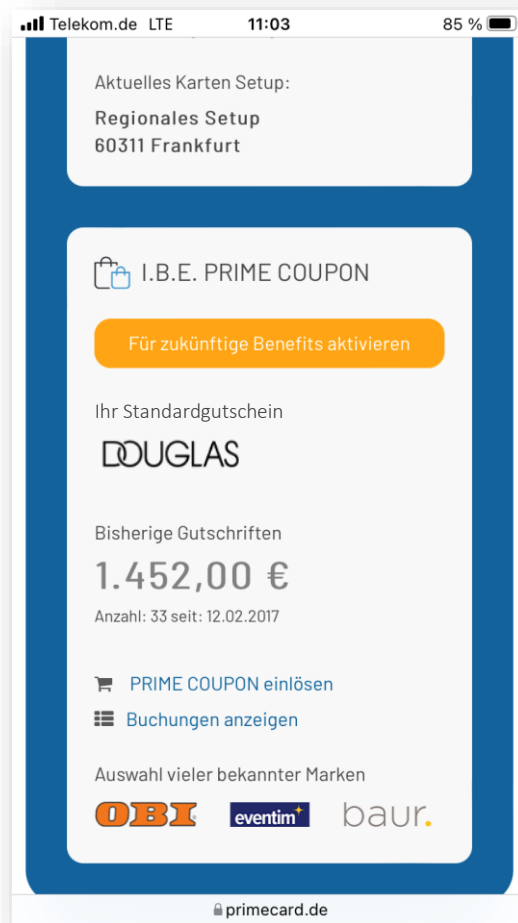 Telekom.de LTE 11:03 85 %
Aktuelles Karten Setup:
Regionales Setup
60311 Frankfurt
I.B.E. PRIME COUPON
Für zukünftige Benefits aktivieren
Ihr Standardgutschein
DOUGLAS
Bisherige Gutschriften
1.452,00 €
Anzahl: 33 seit: 12.02.2017
PRIME COUPON einlösen
Buchungen anzeigen
Auswahl vieler bekannter Marken
OBI eventim baur.
primecard.de